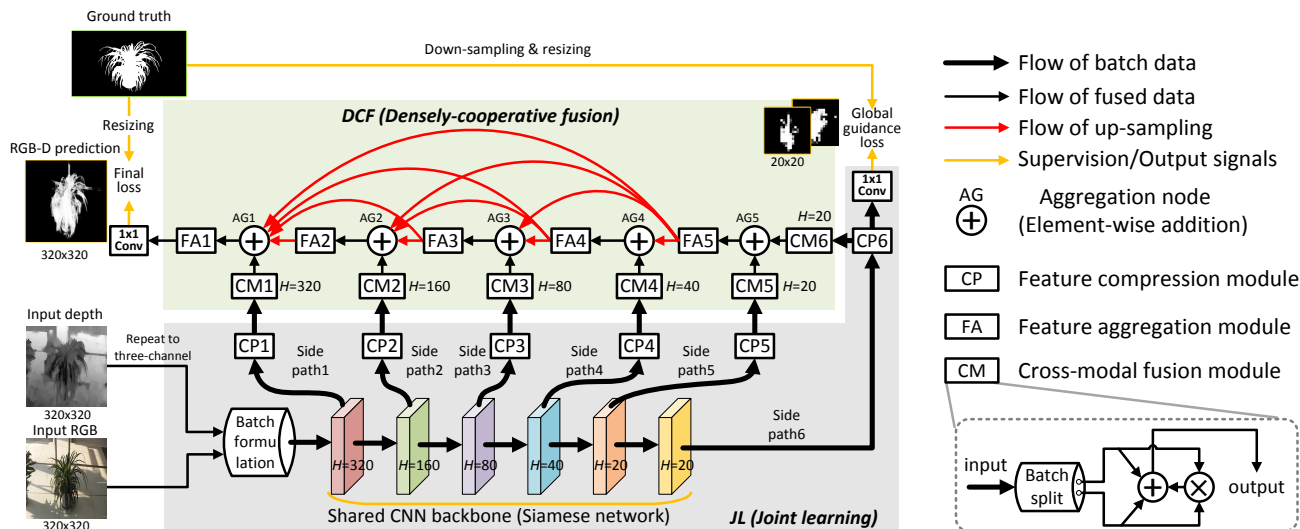 Ground truth
Down-sampling & resizing
Resizing
RGB-D prediction
Final
loss
1x1
Conv
320x320
DCF (Densely-cooperative fusion)
20x20
Global
guidance
loss
1x1
Conv
AG1
AG2
AG3
AG4
AG5
H=20
FA1
FA2
FA3
FA4
FA5
CM6
CP6
CM1
H=320
CM2
H=160
CM3
H=80
CM4
H=40
CM5
H=20
Input depth
Repeat to
three-channel
320x320
Input RGB
320x320
CP1
CP2
CP3
CP4
CP5
Side
path1
Side
path2
Side
path3
Side
path4
Side
path5
Side
path6
Batch
formu
lation
H=320
H=160
H=80
H=40
H=20
H=20
Shared CNN backbone (Siamese network)
JL (Joint learning)
Flow of batch data
Flow of fused data
Flow of up-sampling
Supervision/Output signals
AG
Aggregation node
(Element-wise addition)
CP
Feature compression module
FA
Feature aggregation module
CM
Cross-modal fusion module
input
Batch
split
output